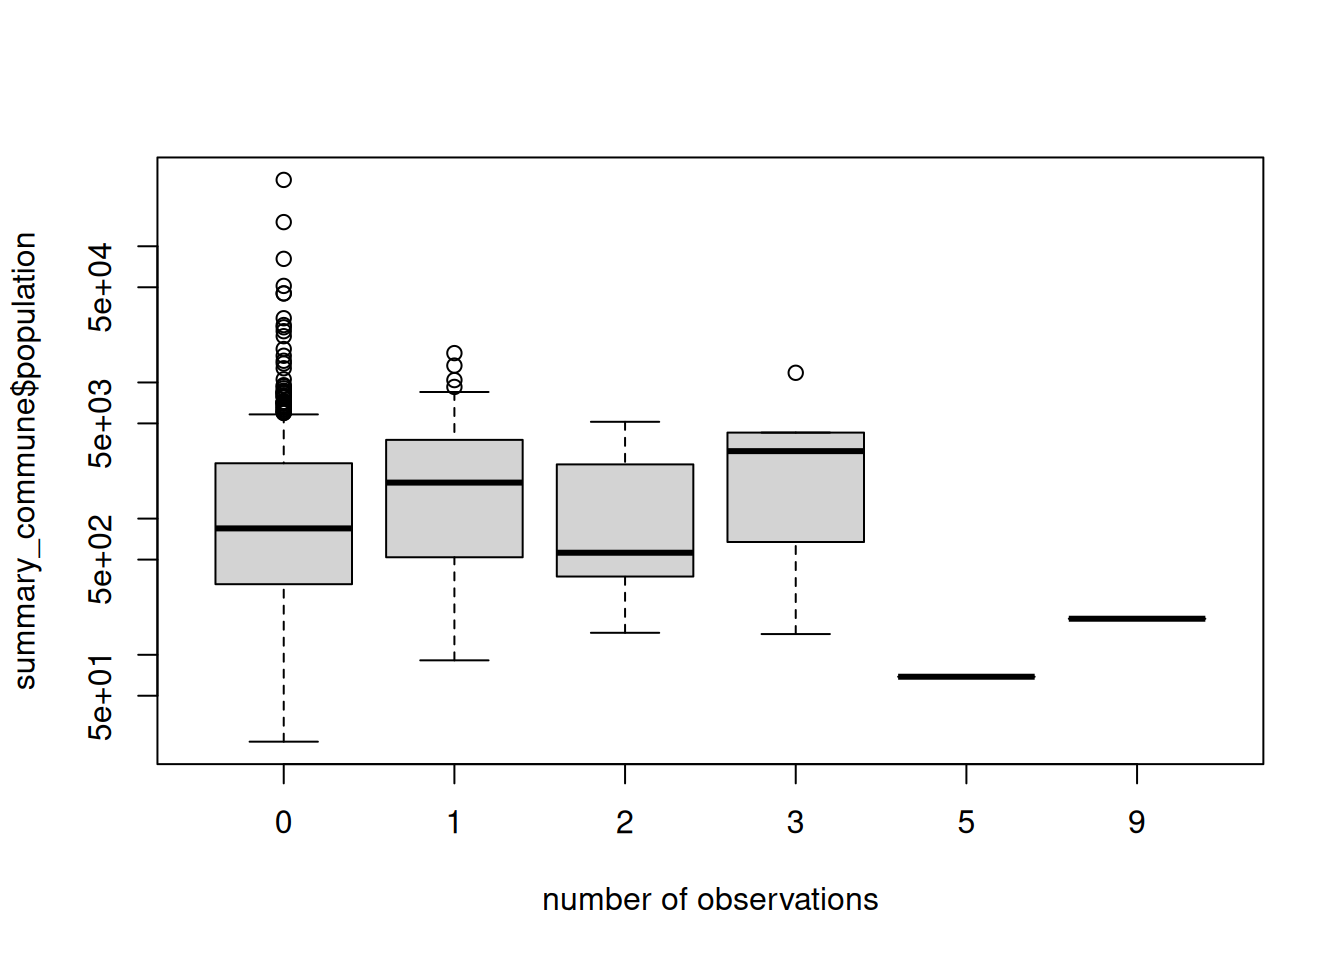 summary_commune$population
5e+04
5e+03
5e+02
5e+01
0 1 2 3 5 9
number of observations